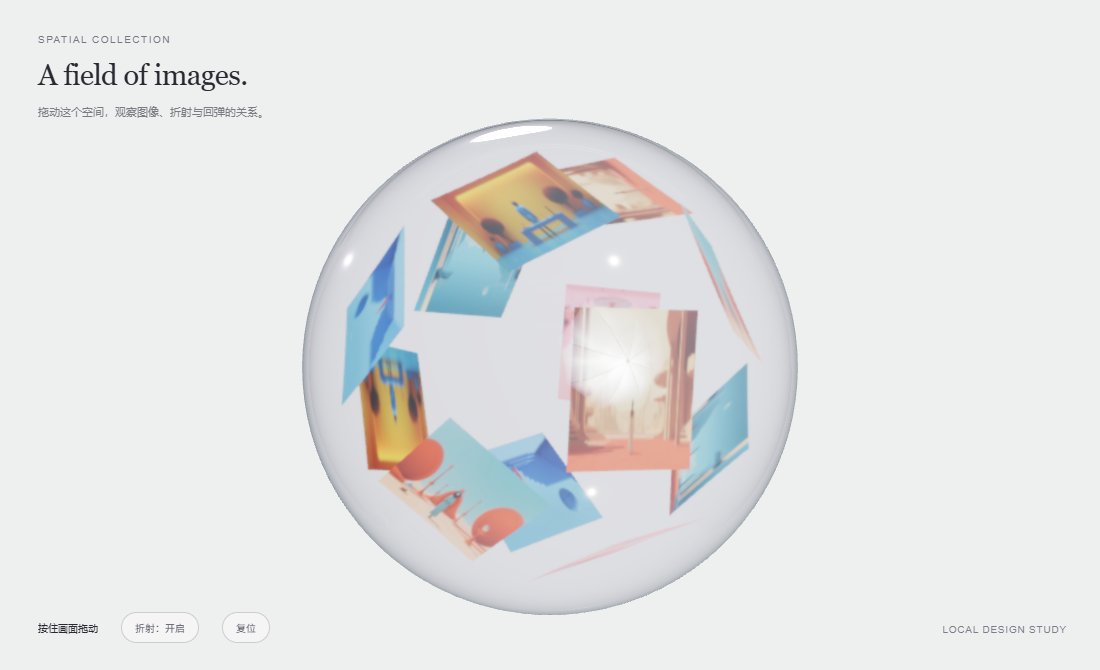 SPATIAL COLLECTION
A field of images.
拖动这个空间，观察图像、折射与回弹的关系。
按住画面拖动
折射：开启
复位
LOCAL DESIGN STUDY